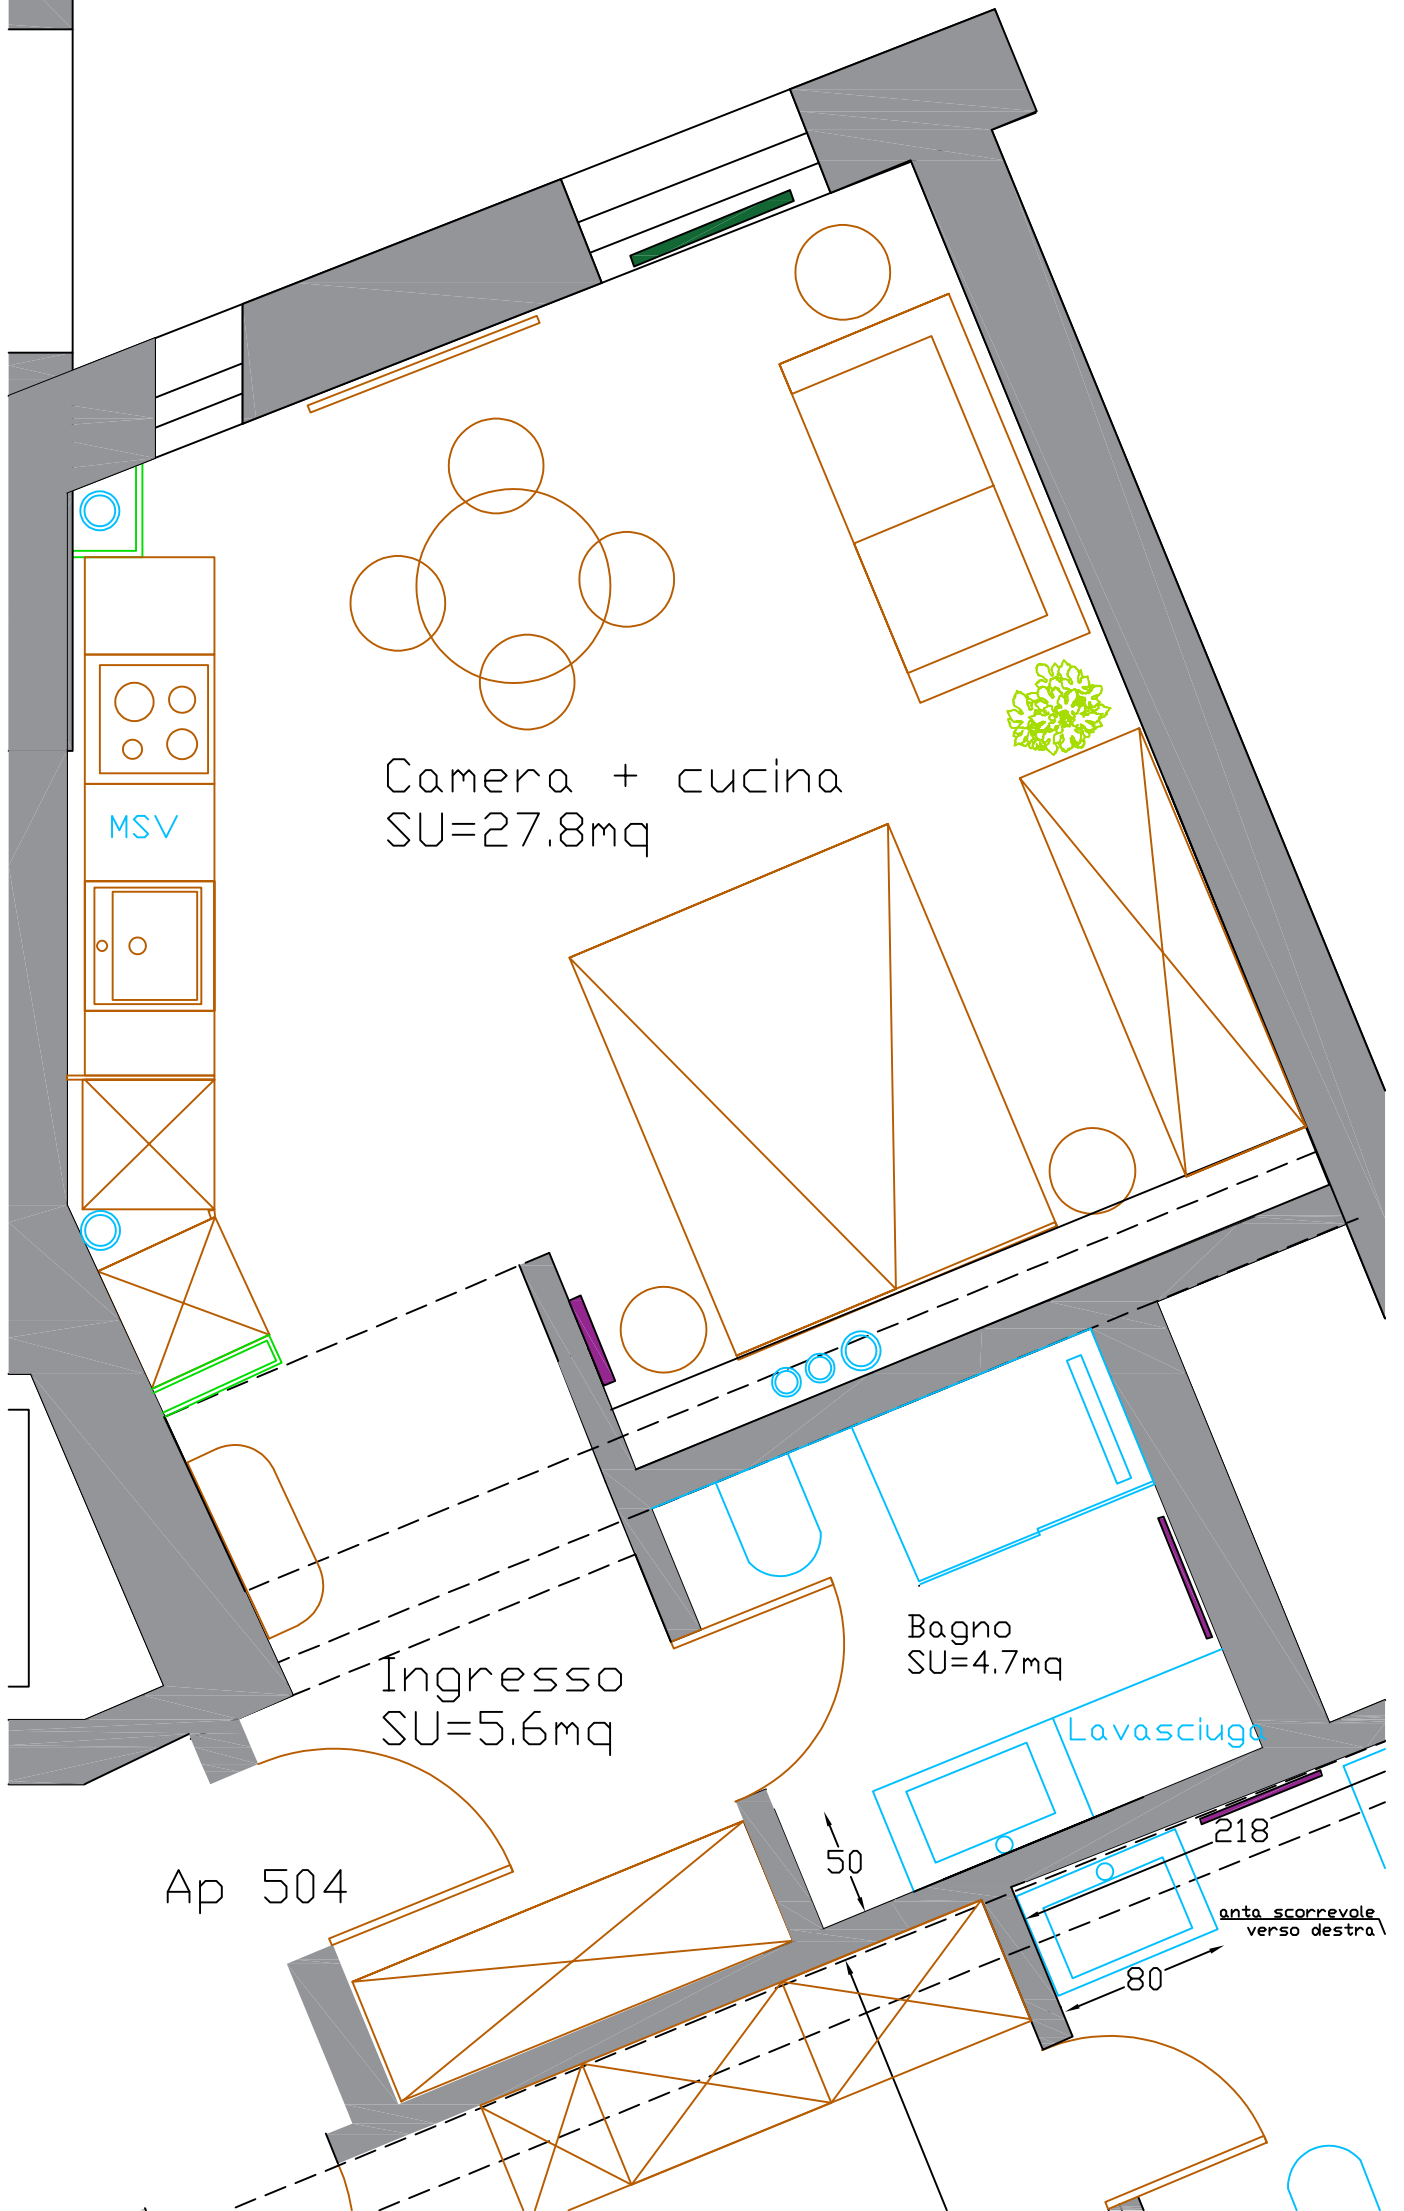 MSV
Camera + cucina
SU=27.8mq
Bagno
SU=4.7mq
Ingresso
SU=5.6mq
Lavasciuga
218
50
Ap 504
anta scorrevole
verso destra
80